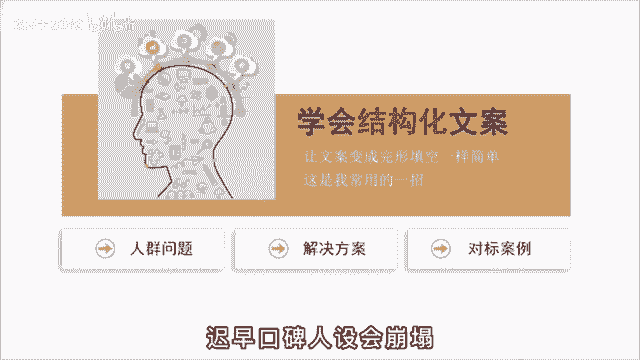 学会结构化文案
让文案变成完形填空一样简单
这是我常用的一招
人群问题
解决方案
对标案例
迟早口碑人设会崩塌